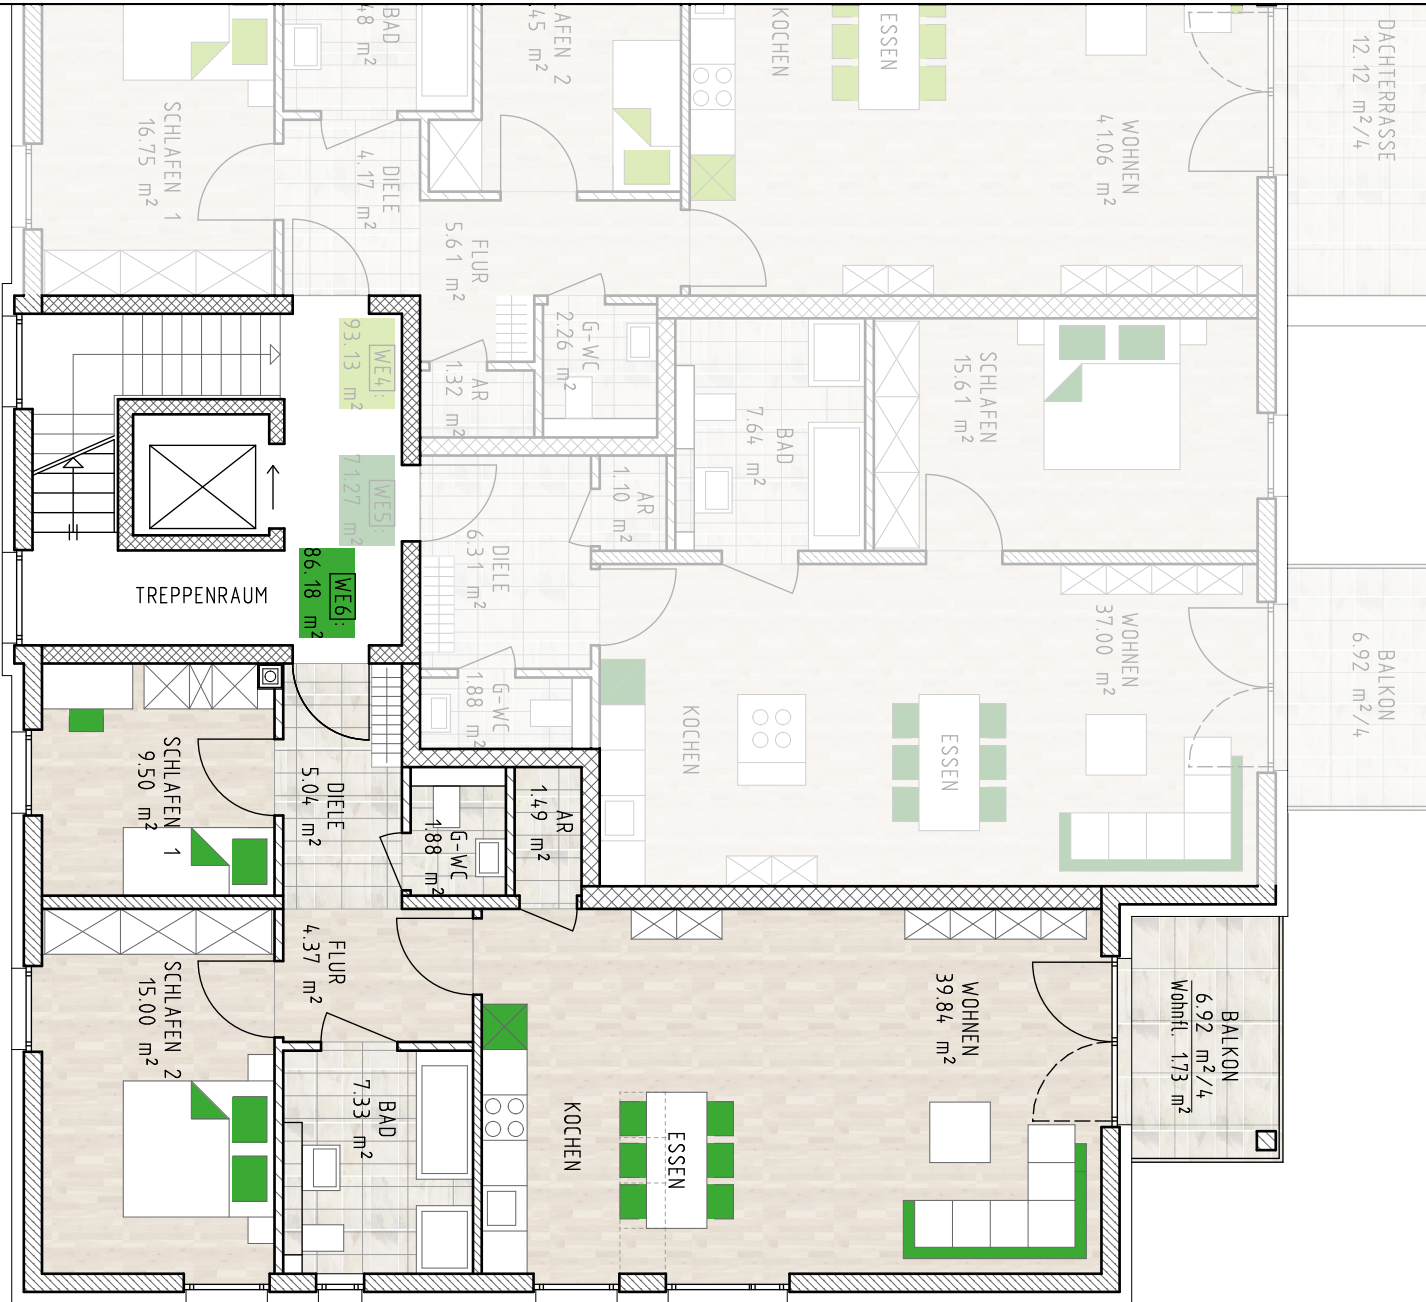 BAD
48 m²
AFEN 2
45 m²
KOCHEN
ESSEN
DACHTERRASSE
12.12 m²/4
SCHLAFEN 1
16.75 m²
DIELE
4.17 m²
WOHNEN
41.06 m²
FLUR
5.61 m²
G-WC
2.26 m²
AR
1.32 m²
WE4:
93.13 m²
WE5:
71.27 m²
WE6:
86.18 m²
TREPPENRAUM
SCHLAFEN
15.61 m²
BAD
7.64 m²
AR
1.10 m²
DIELE
6.31 m²
G-WC
1.88 m²
KOCHEN
ESSEN
WOHNEN
37.00 m²
BALKON
6.92 m²/4
SCHLAFEN 1
9.50 m²
DIELE
5.04 m²
G-WC
1.88 m²
AR
1.49 m²
FLUR
4.37 m²
SCHLAFEN 2
15.00 m²
BAD
7.33 m²
KOCHEN
ESSEN
WOHNEN
39.84 m²
BALKON
6.92 m²/4
Wohnfl. 1.73 m²